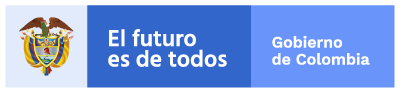 El futuro
es de todos
Gobierno
de Colombia